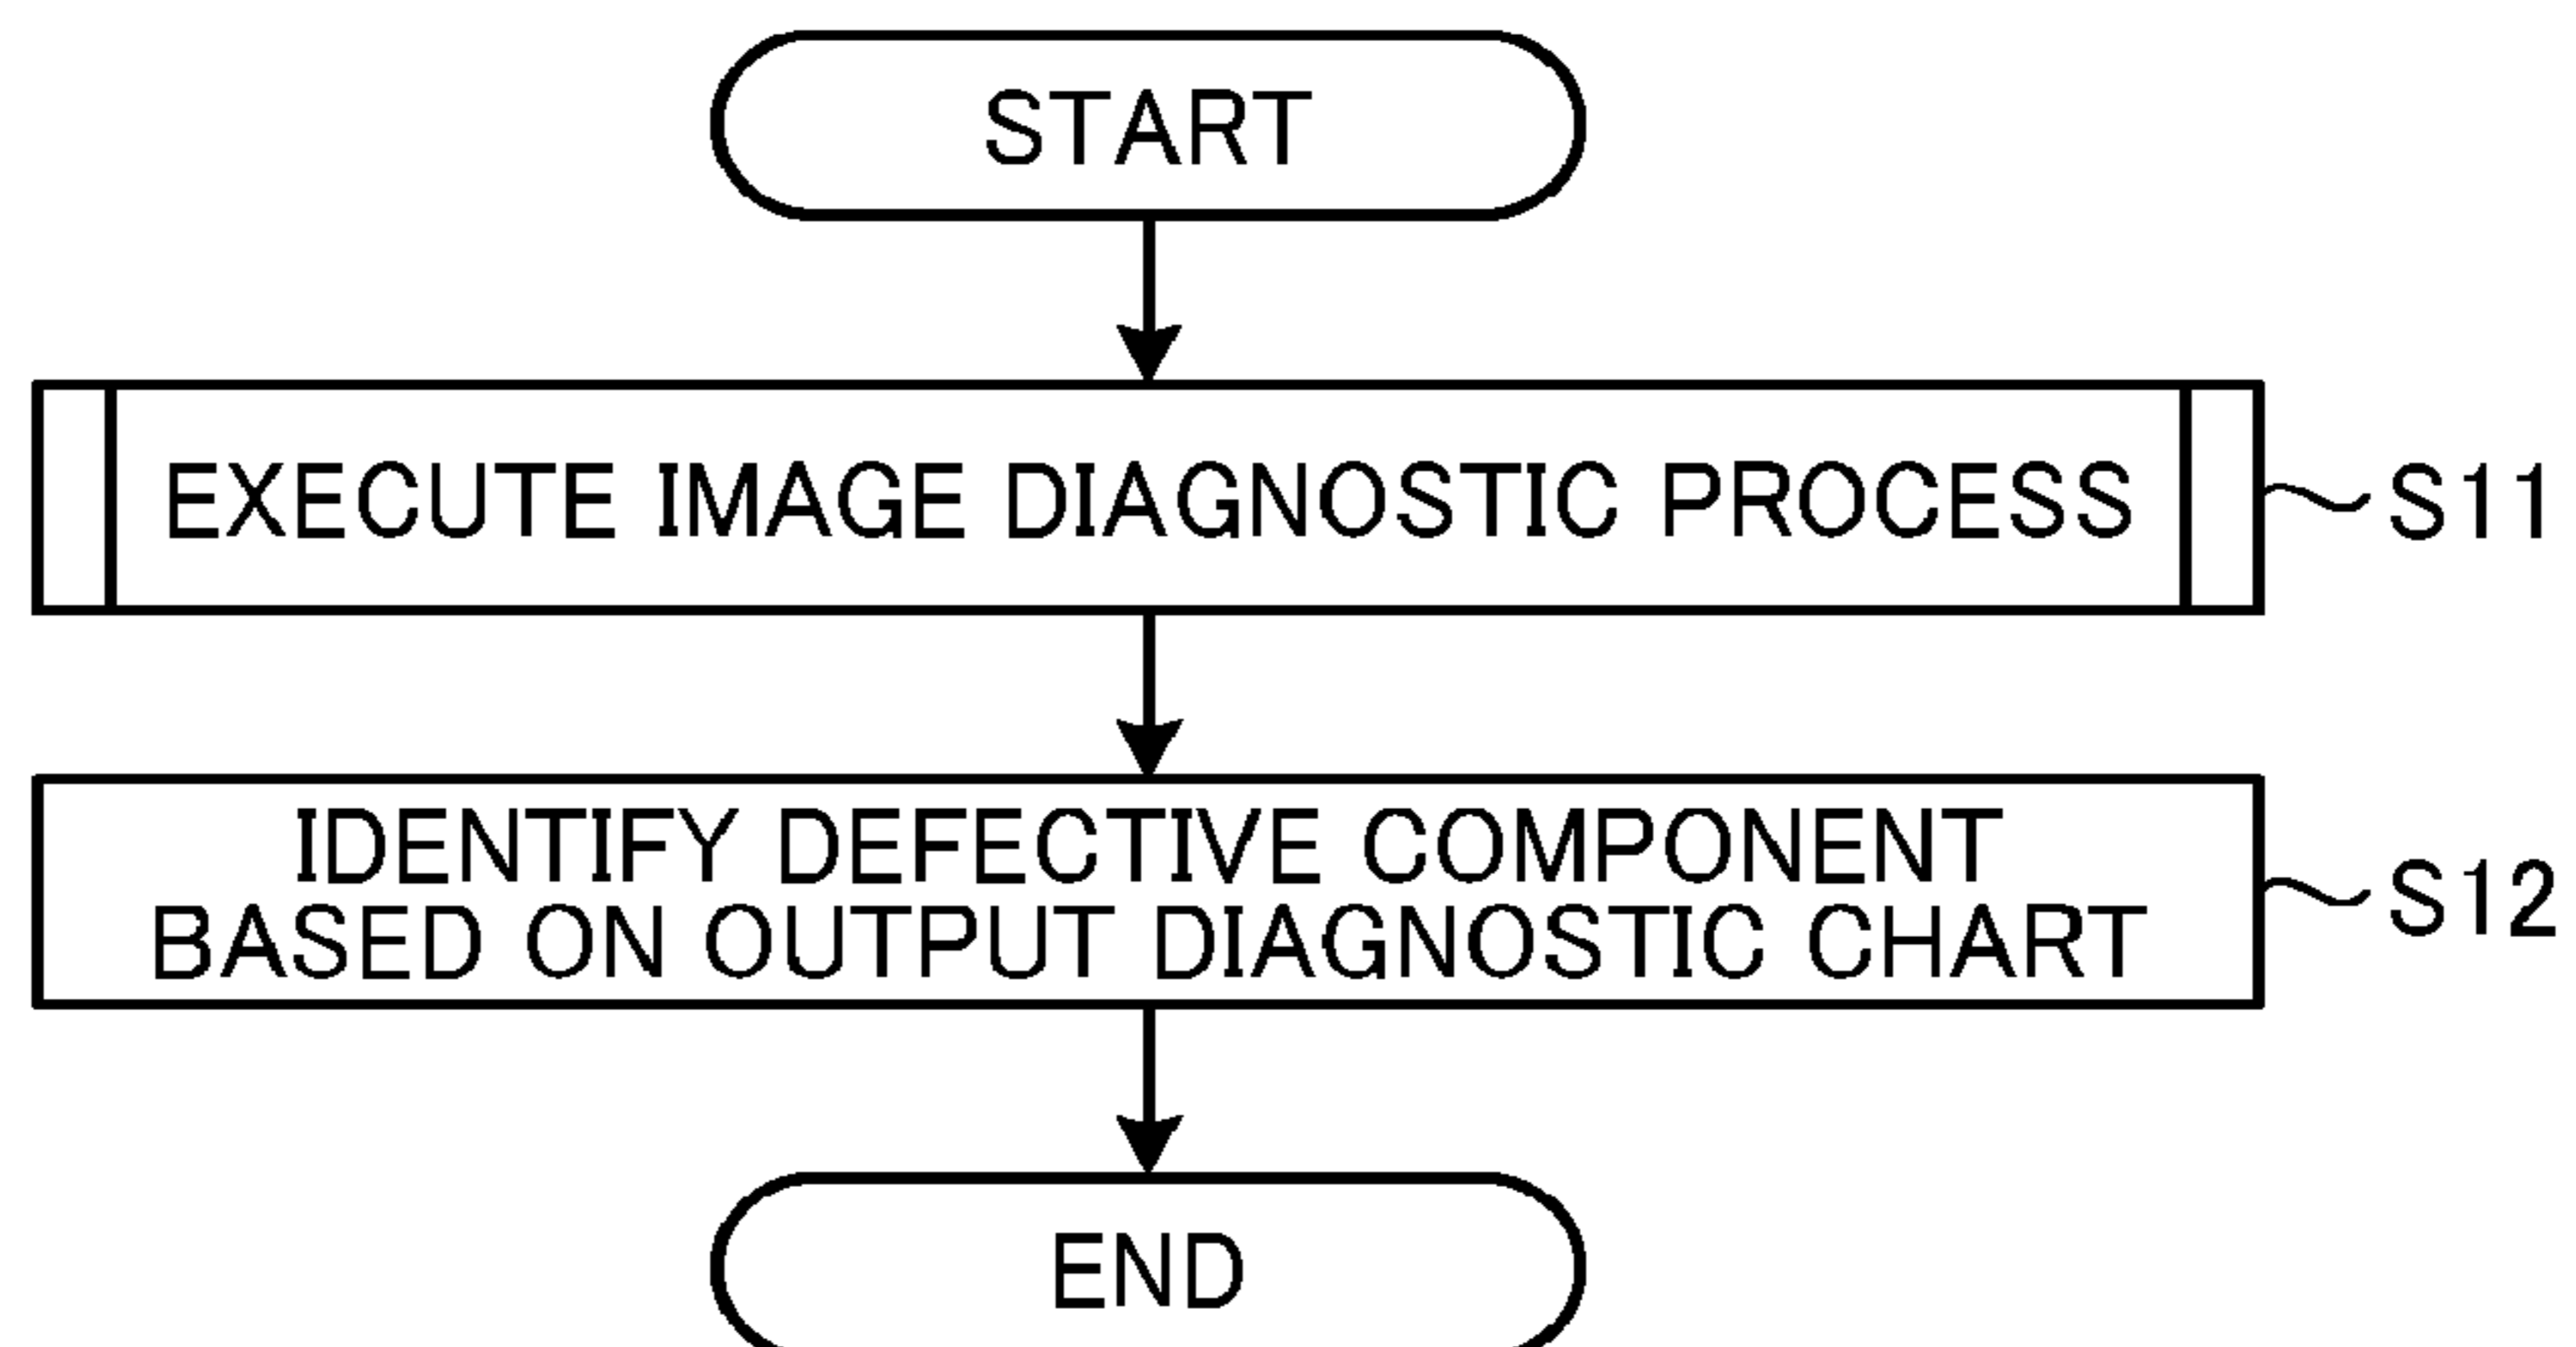 START
EXECUTE IMAGE DIAGNOSTIC PROCESS
S11
IDENTIFY DEFECTIVE COMPONENT
BASED ON OUTPUT DIAGNOSTIC CHART
S12
END